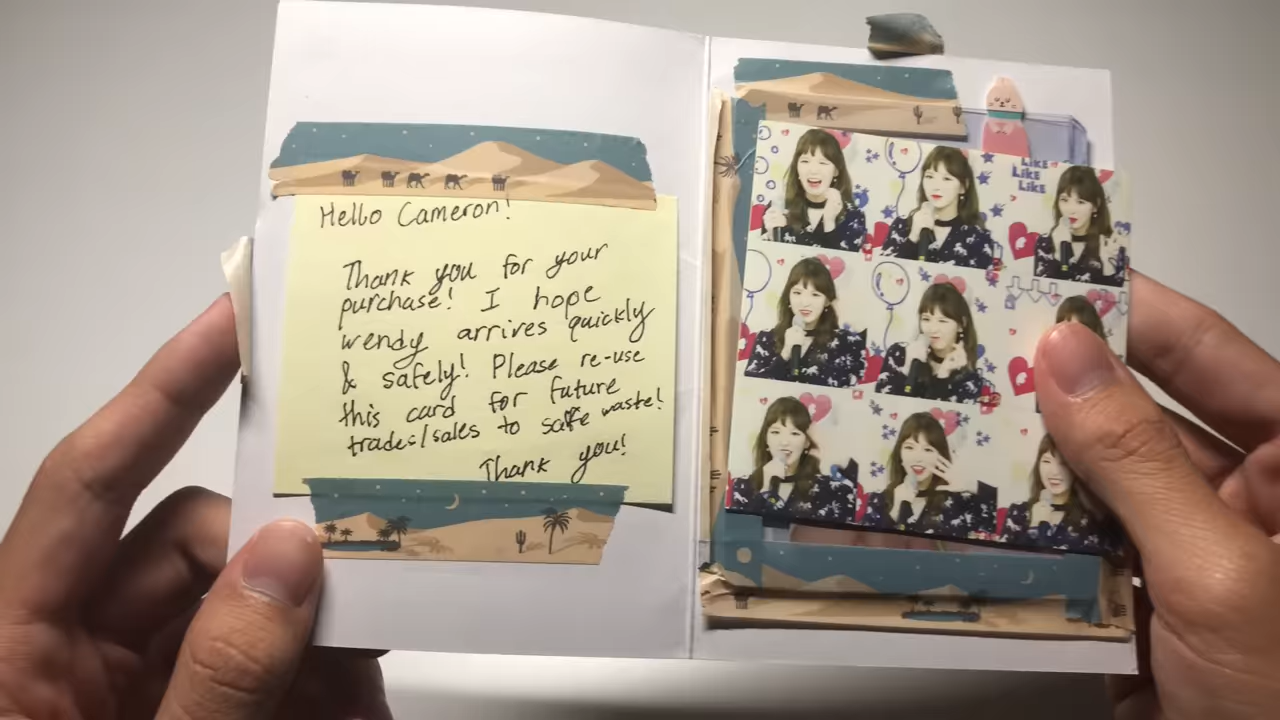 Hello Cameron!
Thank you for your
purchase! I hope
wendy arrives quickly
& safely! Please re-use
this card for future
trades/sales to safe waste!
Thank you!
LIKE
LIKE
LIKE